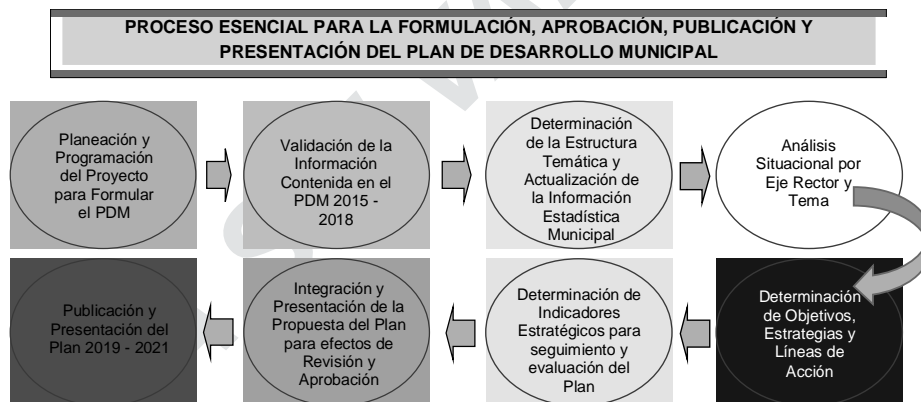 PROCESO ESENCIAL PARA LA FORMULACIÓN, APROBACIÓN, PUBLICACIÓN Y
PRESENTACIÓN DEL PLAN DE DESARROLLO MUNICIPAL
Planeación y
Programación
del Proyecto
para Formular
el PDM
Validación de la
Información
Contenida en el
PDM 2015 -
2018
Determinación
de la Estructura
Temática y
Actualización de
la Información
Estadística
Municipal
Análisis
Situacional por
Eje Rector y
Tema
Determinación
de Objetivos,
Estrategias y
Líneas de
Acción
Determinación de
Indicadores
Estratégicos para
seguimiento y
evaluación del
Plan
Integración y
Presentación de la
Propuesta del Plan
para efectos de
Revisión y
Aprobación
Publicación y
Presentación del
Plan 2019 - 2021